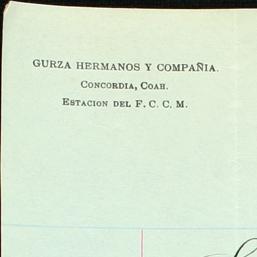 GURZA HERMANOS Y COMPAÑIA.
CONCORDIA, COAH.
ESTACION DEL F. C. C. M.